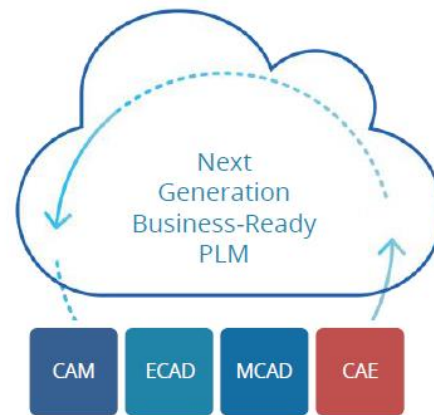 Next
Generation
Business-Ready
PLM
CAM ECAD MCAD CAE